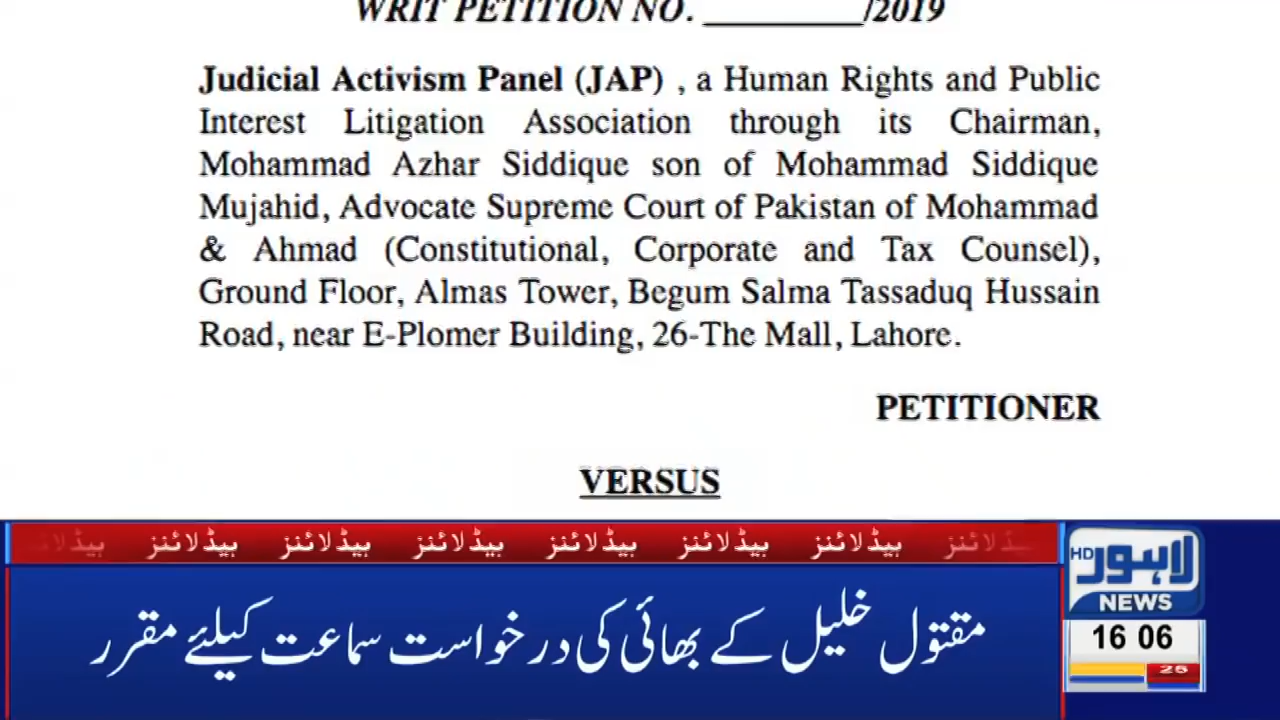 WRIT PETITION NO. _________/2019
Judicial Activism Panel (JAP) , a Human Rights and Public
Interest Litigation Association through its Chairman,
Mohammad Azhar Siddique son of Mohammad Siddique
Mujahid, Advocate Supreme Court of Pakistan of Mohammad
& Ahmad (Constitutional, Corporate and Tax Counsel),
Ground Floor, Almas Tower, Begum Salma Tassaduq Hussain
Road, near E-Plomer Building, 26-The Mall, Lahore.
PETITIONER
VERSUS
ہیڈلائنز ہیڈلائنز ہیڈلائنز ہیڈلائنز ہیڈلائنز ہیڈلائنز ہیڈلائنز ہیڈلائنز
مقتول خلیل کے بھائی کی درخواست سماعت کیلئے مقرر
HD لاہور
NEWS
16 06
25